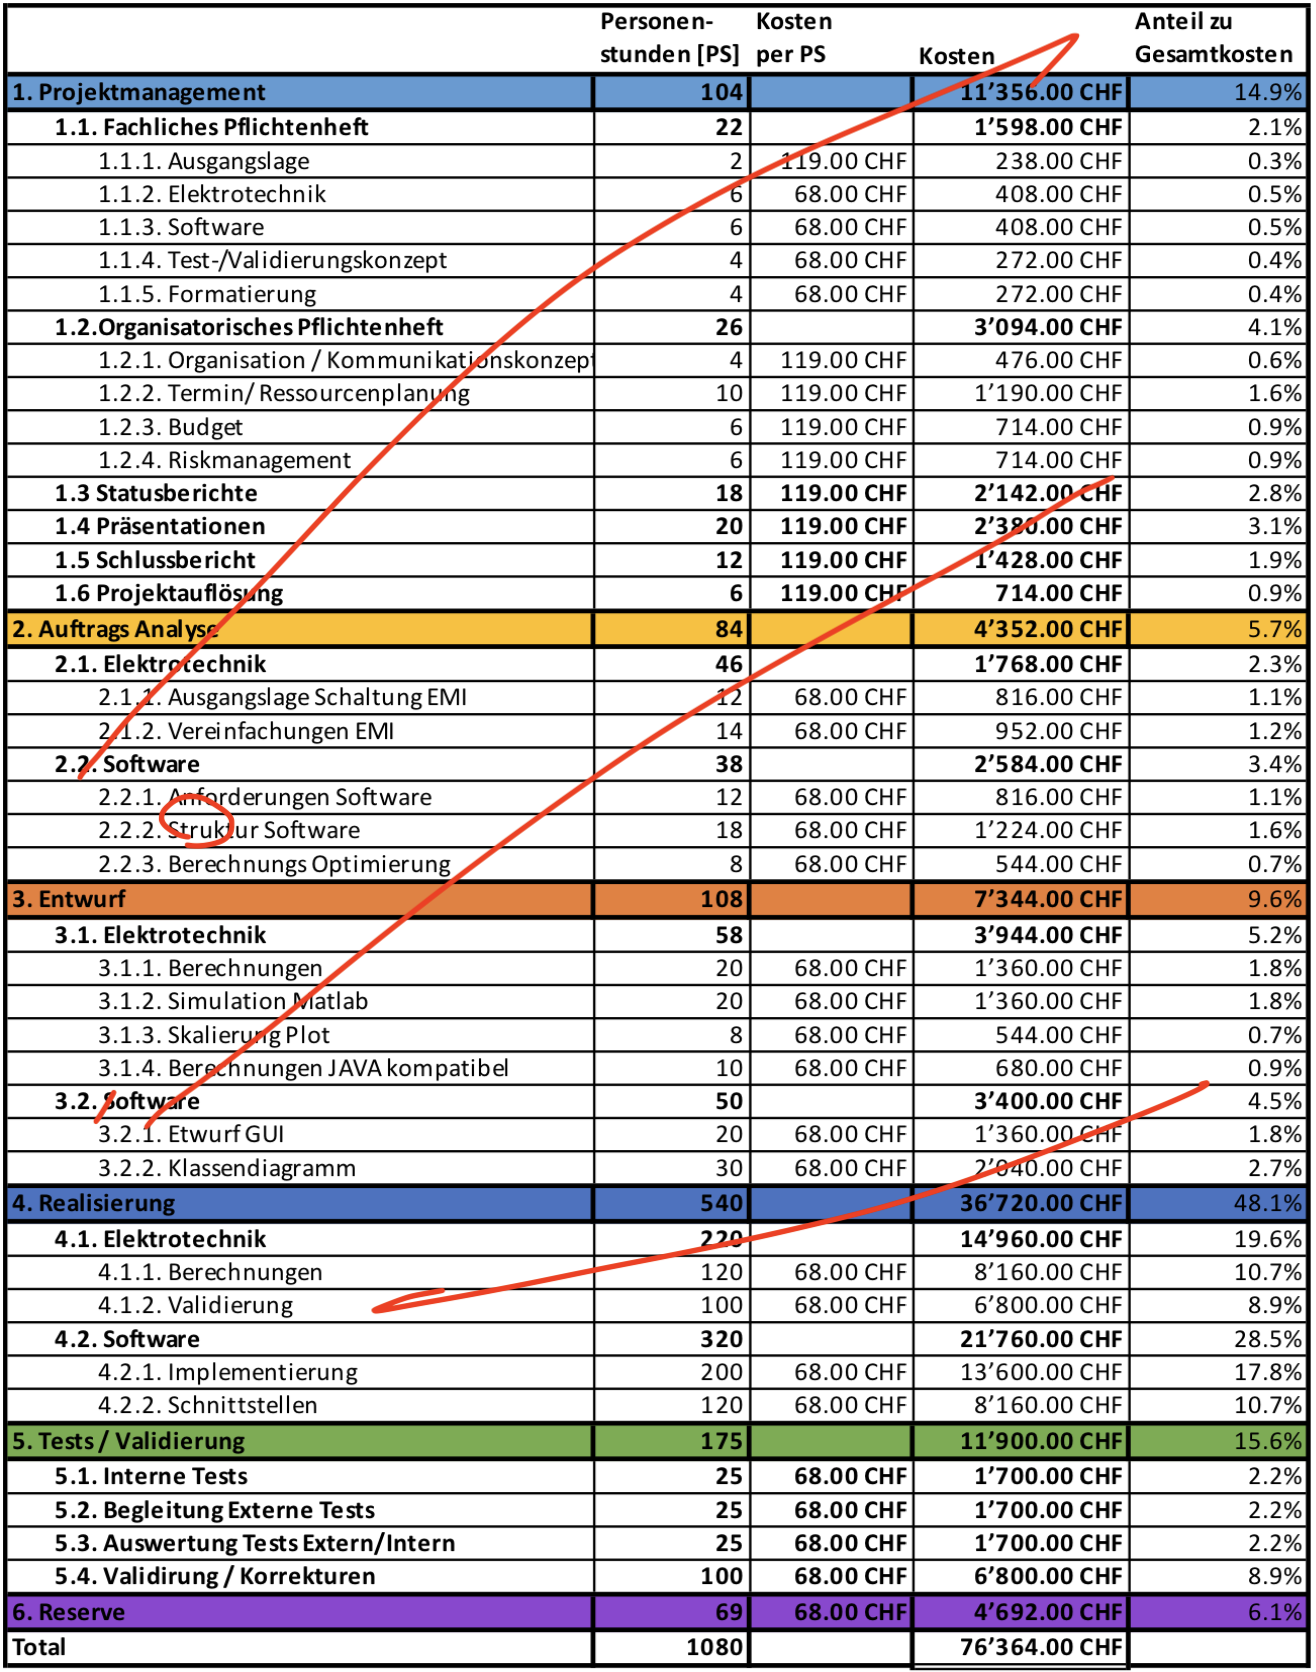 Personen- Kosten Anteil zu
stunden [PS] per PS Kosten Gesamtkosten
1. Projektmanagement 104 11’356.00 CHF 14.9%
1.1. Fachliches Pflichtenheft 22 1’598.00 CHF 2.1%
1.1.1. Ausgangslage 2 119.00 CHF 238.00 CHF 0.3%
1.1.2. Elektrotechnik 6 68.00 CHF 408.00 CHF 0.5%
1.1.3. Software 6 68.00 CHF 408.00 CHF 0.5%
1.1.4. Test-/Validierungskonzept 4 68.00 CHF 272.00 CHF 0.4%
1.1.5. Formatierung 4 68.00 CHF 272.00 CHF 0.4%
1.2.Organisatorisches Pflichtenheft 26 3’094.00 CHF 4.1%
1.2.1. Organisation / Kommunikationskonzept 4 119.00 CHF 476.00 CHF 0.6%
1.2.2. Termin/ Ressourcenplanung 10 119.00 CHF 1’190.00 CHF 1.6%
1.2.3. Budget 6 119.00 CHF 714.00 CHF 0.9%
1.2.4. Riskmanagement 6 119.00 CHF 714.00 CHF 0.9%
1.3 Statusberichte 18 119.00 CHF 2’142.00 CHF 2.8%
1.4 Präsentationen 20 119.00 CHF 2’380.00 CHF 3.1%
1.5 Schlussbericht 12 119.00 CHF 1’428.00 CHF 1.9%
1.6 Projektauflösung 6 119.00 CHF 714.00 CHF 0.9%
2. Auftrags Analyse 84 4’352.00 CHF 5.7%
2.1. Elektrotechnik 46 1’768.00 CHF 2.3%
2.1.1. Ausgangslage Schaltung EMI 12 68.00 CHF 816.00 CHF 1.1%
2.1.2. Vereinfachungen EMI 14 68.00 CHF 952.00 CHF 1.2%
2.2. Software 38 2’584.00 CHF 3.4%
2.2.1. Anforderungen Software 12 68.00 CHF 816.00 CHF 1.1%
2.2.2. Struktur Software 18 68.00 CHF 1’224.00 CHF 1.6%
2.2.3. Berechnungs Optimierung 8 68.00 CHF 544.00 CHF 0.7%
3. Entwurf 108 7’344.00 CHF 9.6%
3.1. Elektrotechnik 58 3’944.00 CHF 5.2%
3.1.1. Berechnungen 20 68.00 CHF 1’360.00 CHF 1.8%
3.1.2. Simulation Matlab 20 68.00 CHF 1’360.00 CHF 1.8%
3.1.3. Skalierung Plot 8 68.00 CHF 544.00 CHF 0.7%
3.1.4. Berechnungen JAVA kompatibel 10 68.00 CHF 680.00 CHF 0.9%
3.2. Software 50 3’400.00 CHF 4.5%
3.2.1. Etwurf GUI 20 68.00 CHF 1’360.00 CHF 1.8%
3.2.2. Klassendiagramm 30 68.00 CHF 2’040.00 CHF 2.7%
4. Realisierung 540 36’720.00 CHF 48.1%
4.1. Elektrotechnik 220 14’960.00 CHF 19.6%
4.1.1. Berechnungen 120 68.00 CHF 8’160.00 CHF 10.7%
4.1.2. Validierung 100 68.00 CHF 6’800.00 CHF 8.9%
4.2. Software 320 21’760.00 CHF 28.5%
4.2.1. Implementierung 200 68.00 CHF 13’600.00 CHF 17.8%
4.2.2. Schnittstellen 120 68.00 CHF 8’160.00 CHF 10.7%
5. Tests / Validierung 175 11’900.00 CHF 15.6%
5.1. Interne Tests 25 68.00 CHF 1’700.00 CHF 2.2%
5.2. Begleitung Externe Tests 25 68.00 CHF 1’700.00 CHF 2.2%
5.3. Auswertung Tests Extern/Intern 25 68.00 CHF 1’700.00 CHF 2.2%
5.4. Validirung / Korrekturen 100 68.00 CHF 6’800.00 CHF 8.9%
6. Reserve 69 68.00 CHF 4’692.00 CHF 6.1%
Total 1080 76’364.00 CHF